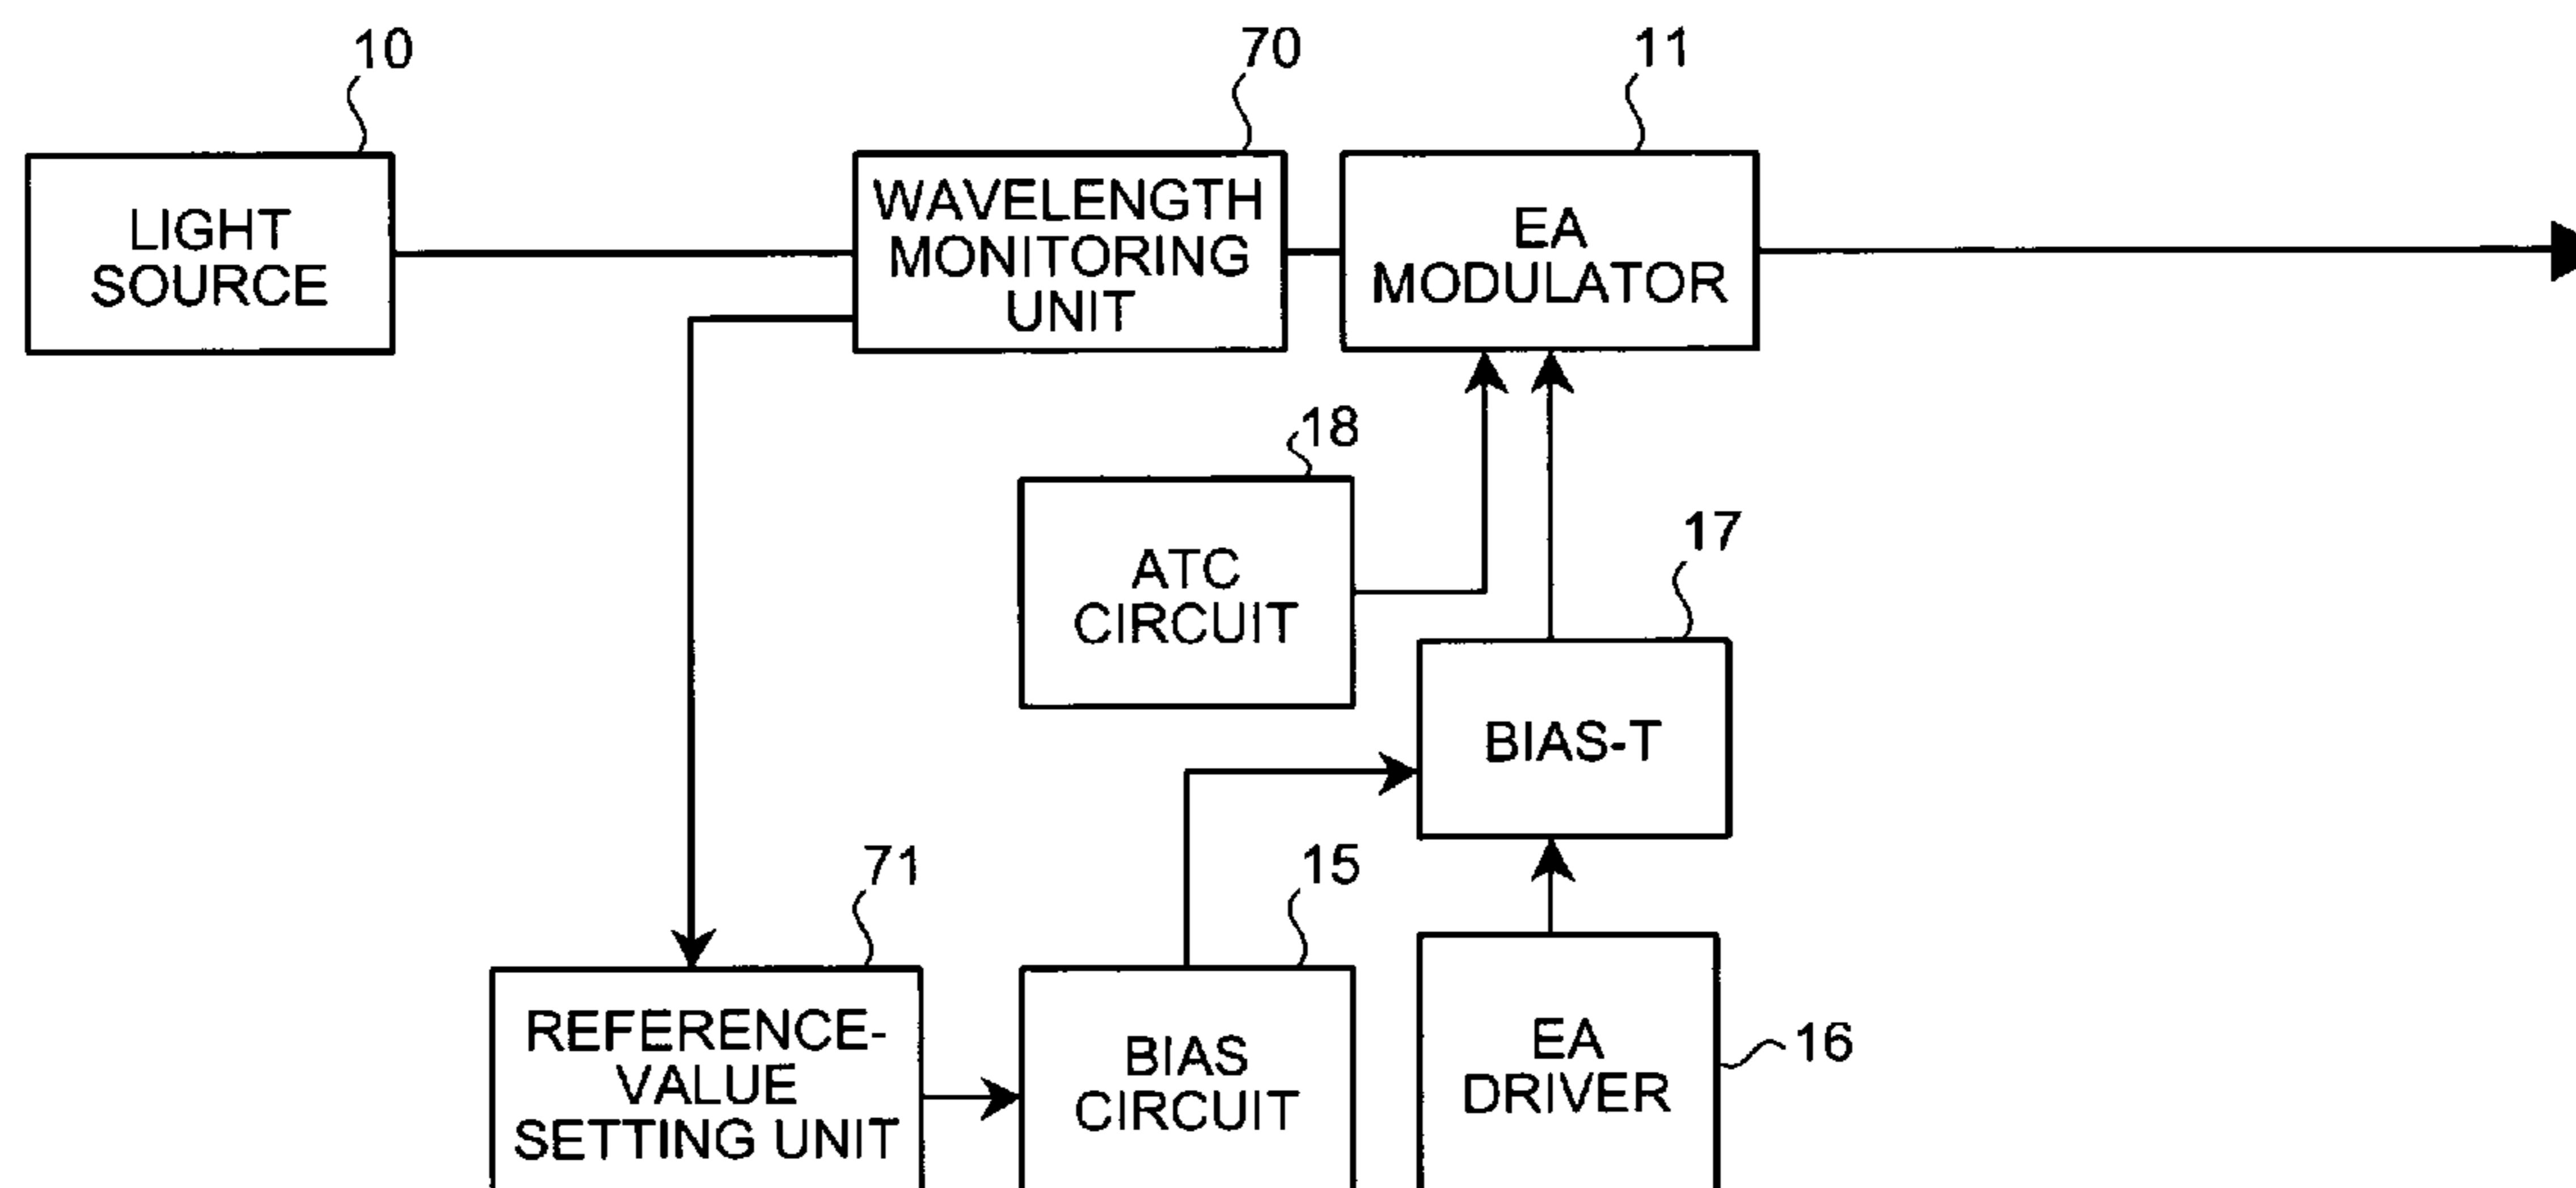 10
70
11
LIGHT
SOURCE
WAVELENGTH
MONITORING
UNIT
EA
MODULATOR
18
ATC
CIRCUIT
17
BIAS-T
71
REFERENCE-
VALUE
SETTING UNIT
15
BIAS
CIRCUIT
EA
DRIVER
16